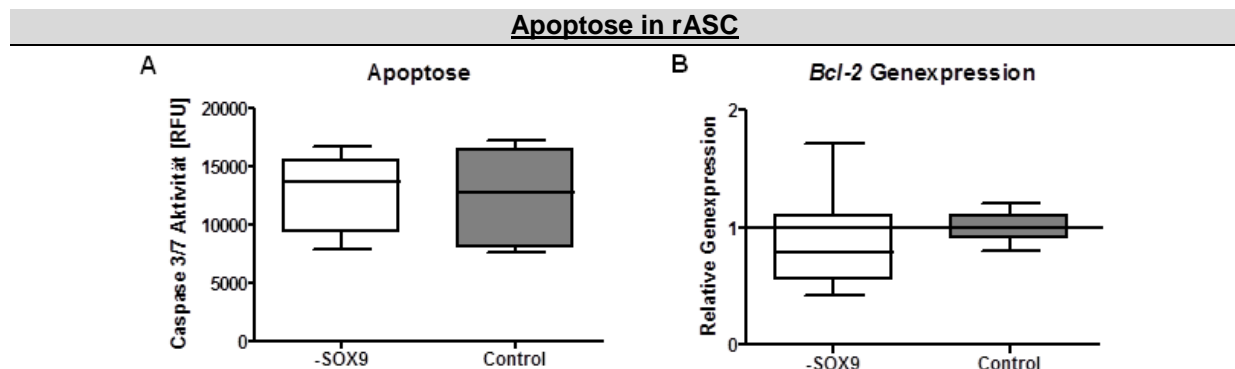 Apoptose in rASC
A
Apoptose
Caspase 3/7 Aktivität [RFU]
20000
15000
10000
5000
0
-SOX9
Control
B
Bcl-2 Genexpression
Relative Genexpression
2
1
0
-SOX9
Control